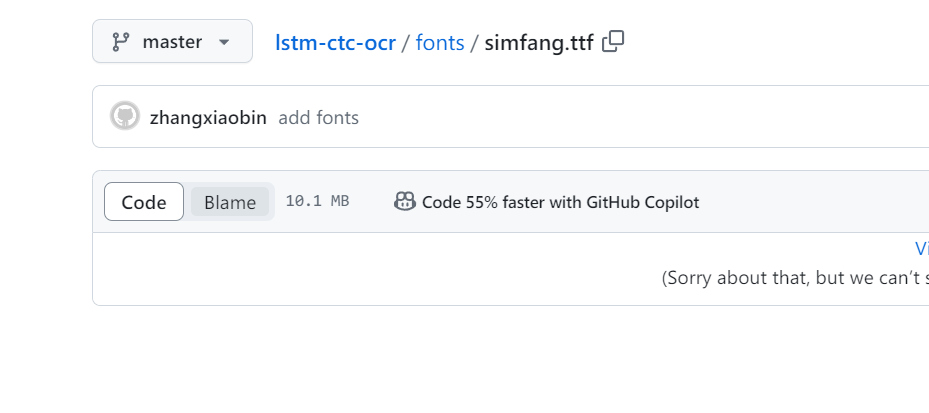 master lstm-ctc-ocr / fonts / simfang.ttf
zhangxiaobin add fonts
Code Blame 10.1 MB Code 55% faster with GitHub Copilot
Vi
(Sorry about that, but we can't s